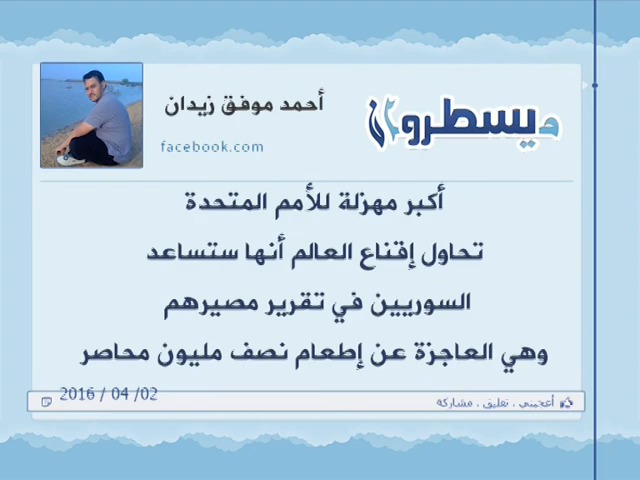 أحمد موفق زيدان
facebook.com
ديسطرون
أكبر مهزلة للأمم المتحدة
تحاول إقناع العالم أنها ستساعد
السوريين في تقرير مصيرهم
وهي العاجزة عن إطعام نصف مليون محاصر
2016 / 04 /02
أعجبني . تعليق . مشاركة